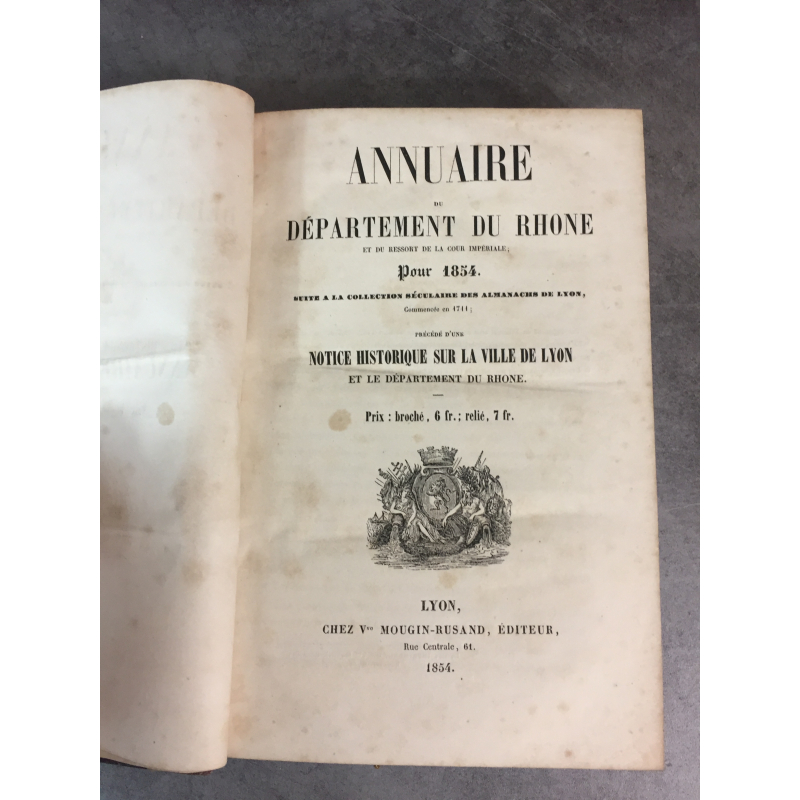 ANNUAIRE
DU
DÉPARTEMENT DU RHONE
ET DU RESSORT DE LA COUR IMPÉRIALE,
Pour 1854.
SUITE A LA COLLECTION SÉCULAIRE DES ALMANACHS DE LYON,
Commencée en 1711;
PRÉCÉDÉ D'UNE
NOTICE HISTORIQUE SUR LA VILLE DE LYON
ET LE DÉPARTEMENT DU RHONE.
Prix : broché, 6 fr.; relié, 7 fr.
LYON,
CHEZ Vve MOUGIN-RUSAND, ÉDITEUR,
Rue Centrale, 61.
1854.